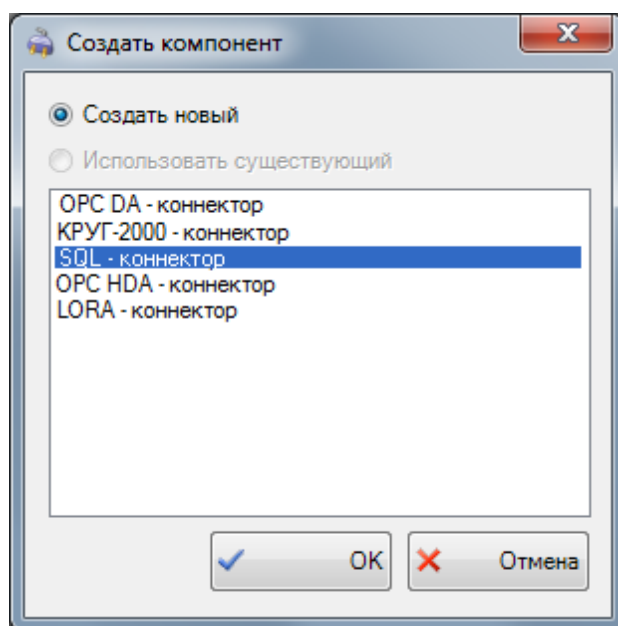 Создать компонент
Создать новый
Использовать существующий
OPC DA - коннектор
КРУГ-2000 - коннектор
SQL - коннектор
OPC HDA - коннектор
LORA - коннектор
OK
Отмена